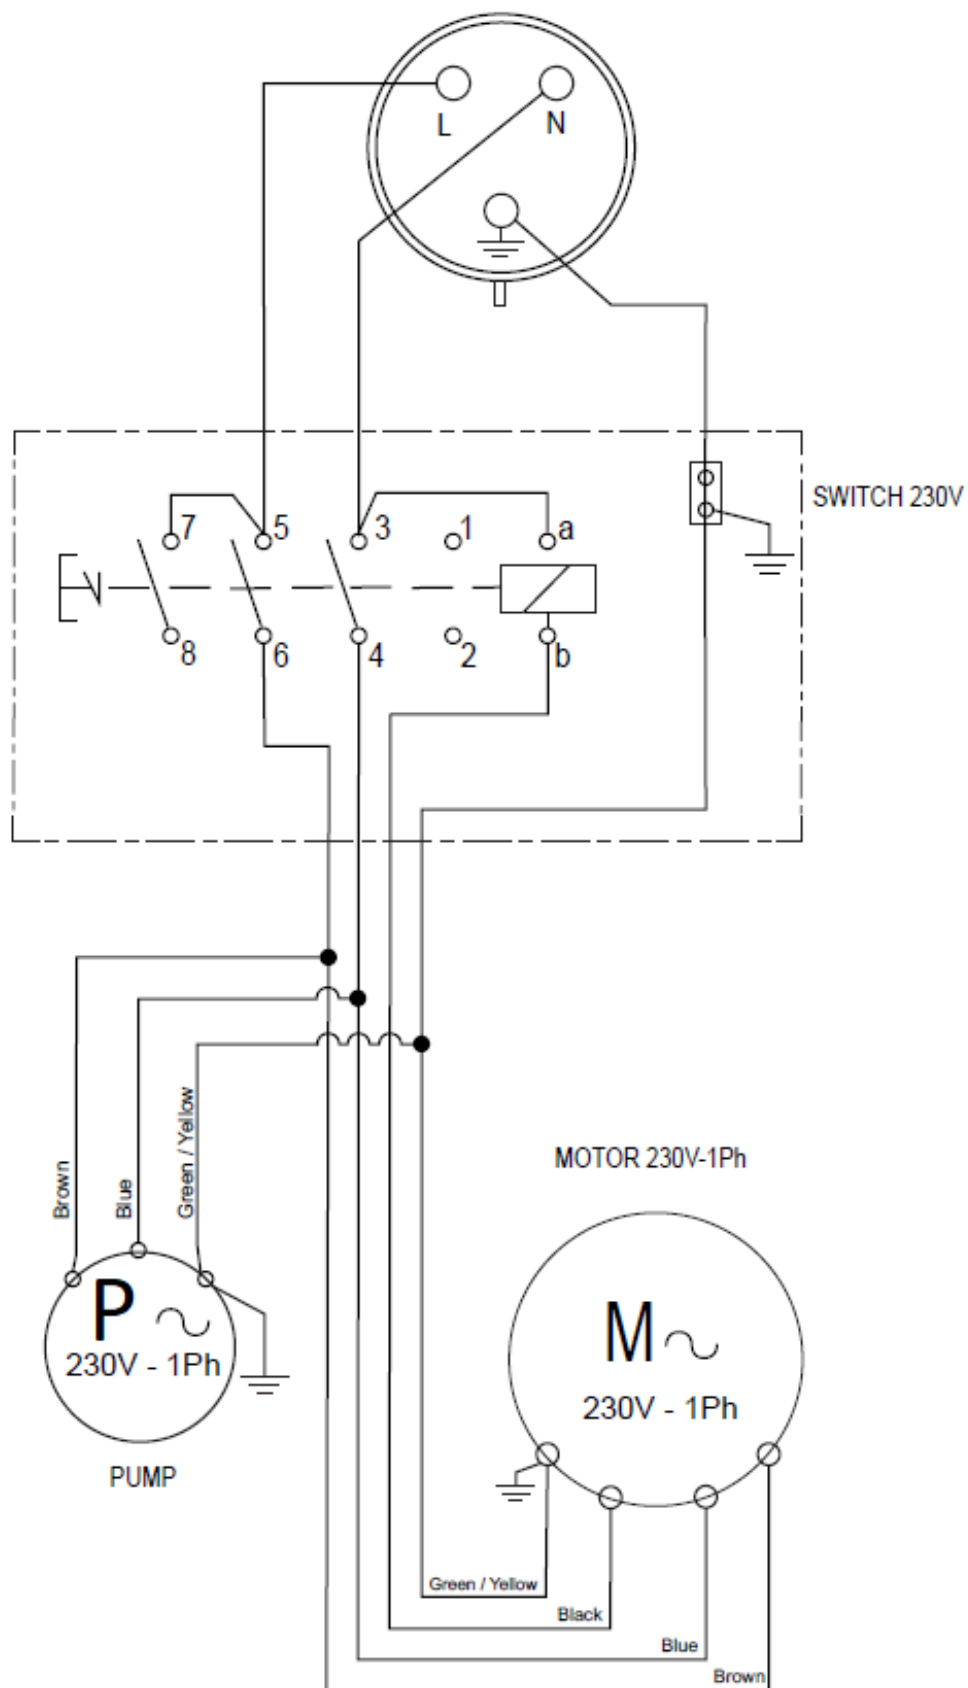 L
N
SWITCH 230V
7 5 3 1 a
8 6 4 2 b
Brown
Blue
Green / Yellow
MOTOR 230V-1Ph
P
230V - 1Ph
PUMP
M
230V - 1Ph
Green / Yellow
Black
Blue
Brown